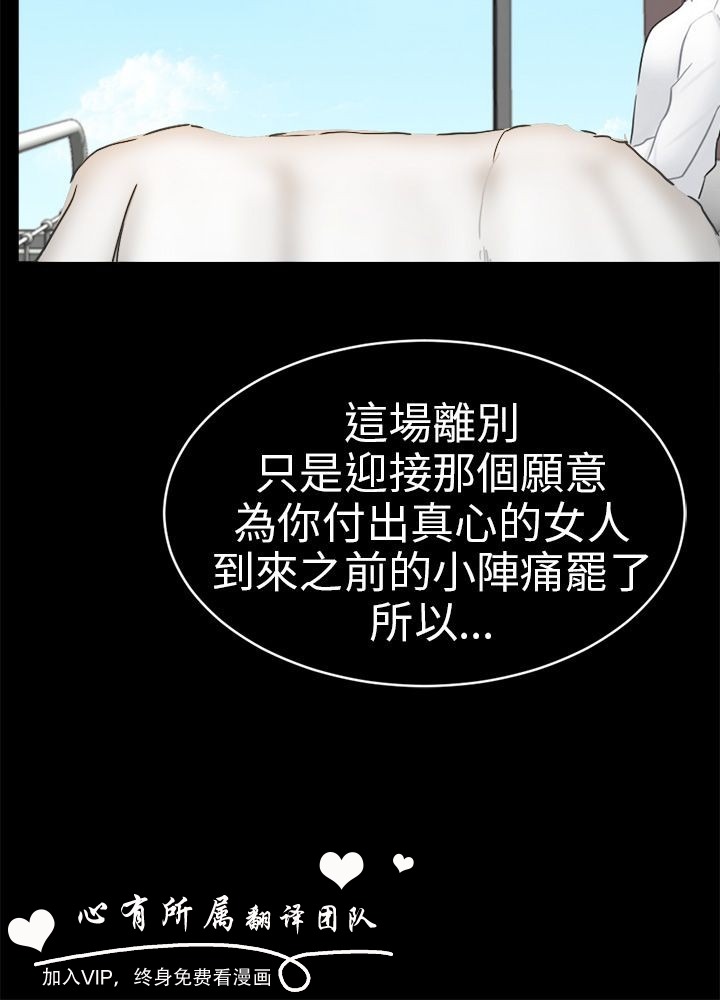 這場離別
只是迎接那個願意
為你付出真心的女人
到來之前的小陣痛罷了
所以...
心有所属翻译团队
加入VIP，终身免费看漫画